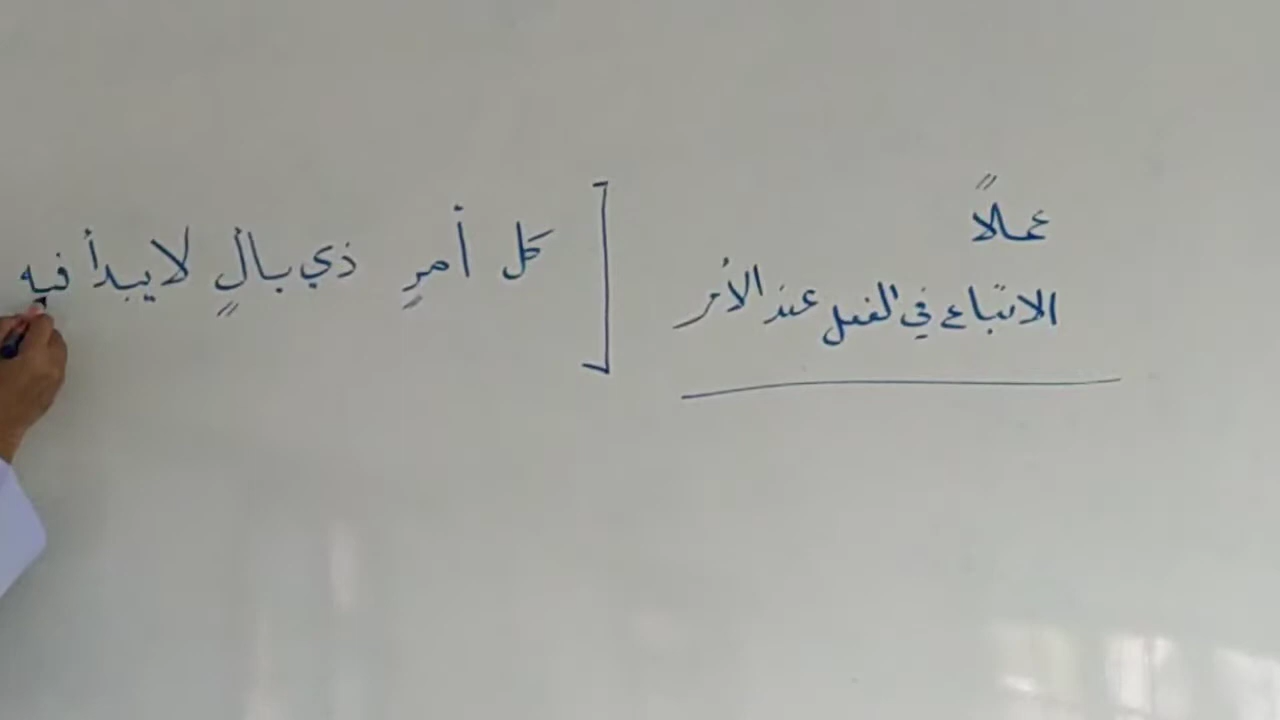 عملاً
الاتباع في الفعل عند الأمر
كل أمرٍ ذي بالٍ لا يبدأ فيه